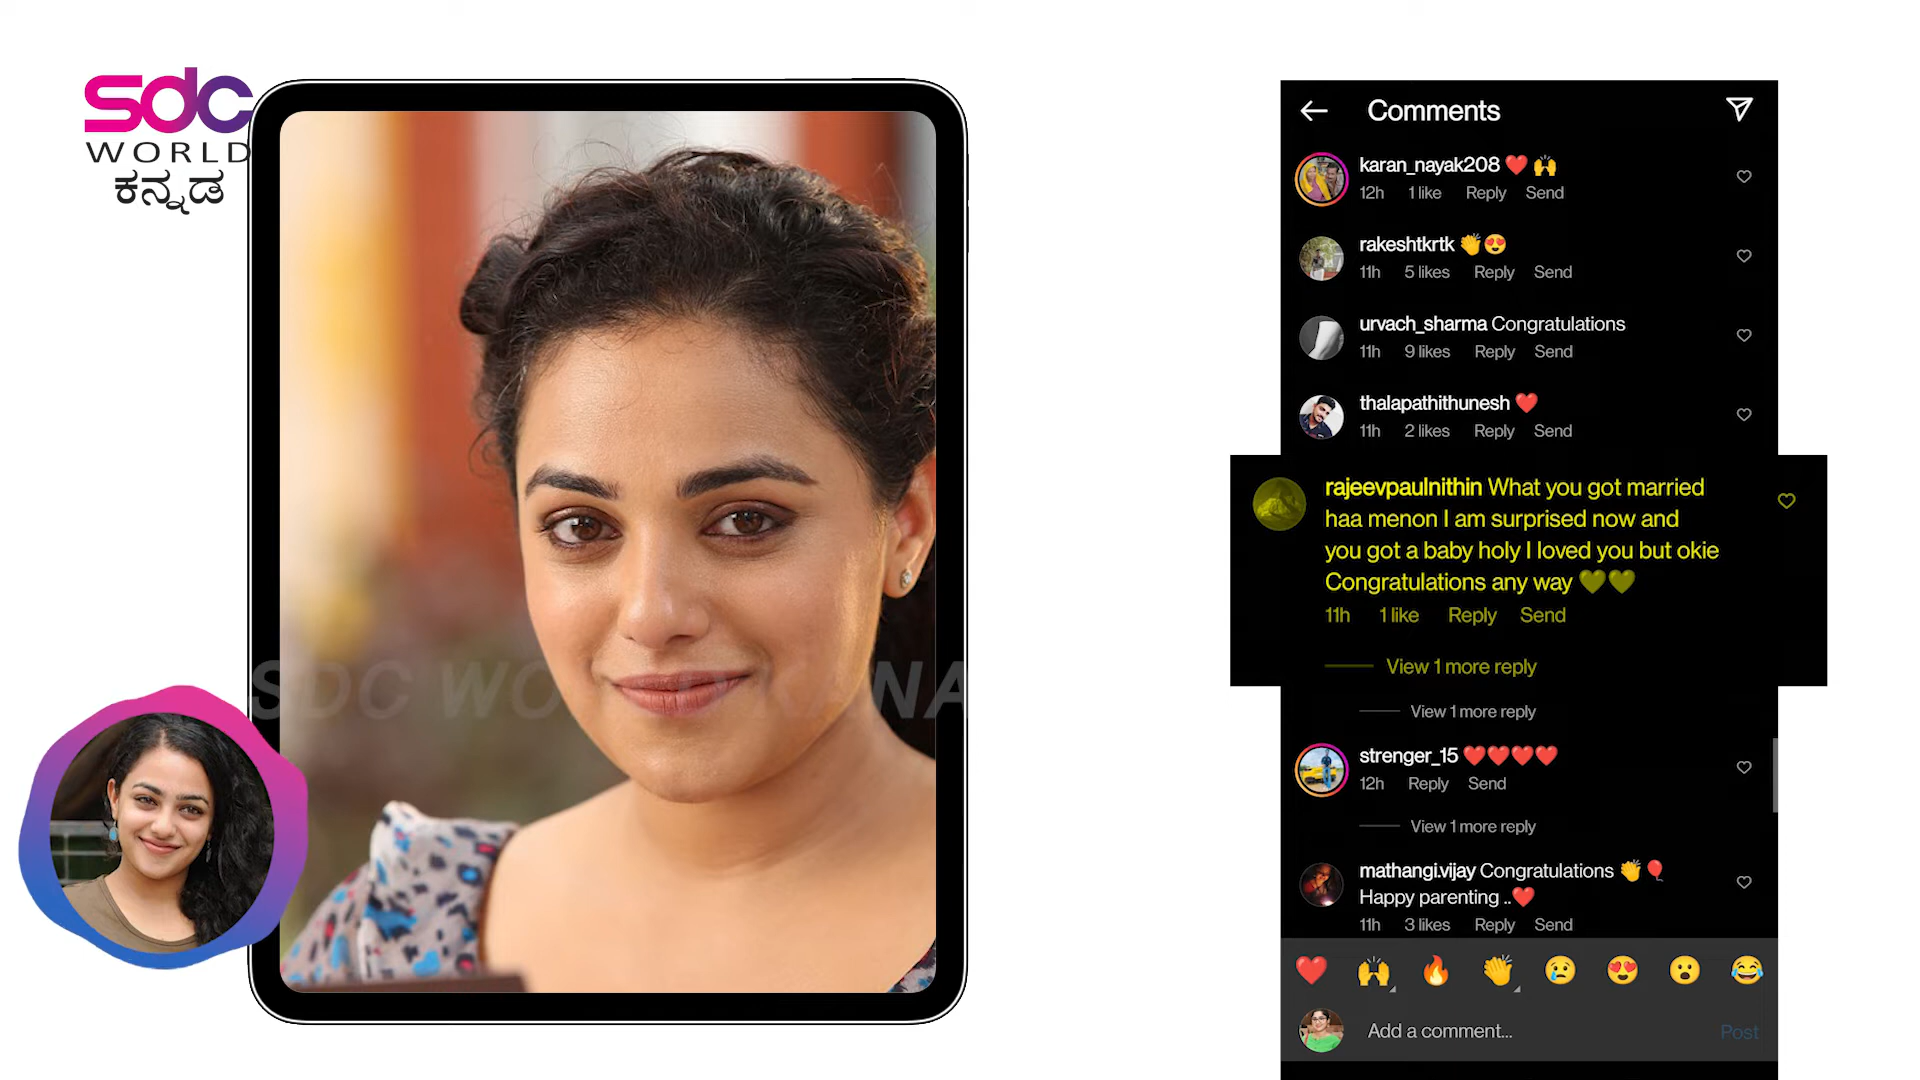 sdc
WORLD
ಕನ್ನಡ
SDC WO
KANA
Comments
karan_nayak208 ❤️ 🙌
12h 1 like Reply Send
rakeshtkrtk 👏😍
11h 5 likes Reply Send
urvach_sharma Congratulations
11h 9 likes Reply Send
thalapathithunesh ❤️
11h 2 likes Reply Send
rajeevpaulnithin What you got married
haa menon I am surprised now and
you got a baby holy I loved you but okie
Congratulations any way 💚💚
11h 1 like Reply Send
View 1 more reply
View 1 more reply
strenger_15 ❤️❤️❤️❤️
12h Reply Send
View 1 more reply
mathangi.vijay Congratulations 👏🎈
Happy parenting ..❤️
11h 3 likes Reply Send
❤️ 🙌 🔥 👏 😢 😍 😮 😂
Add a comment... Post